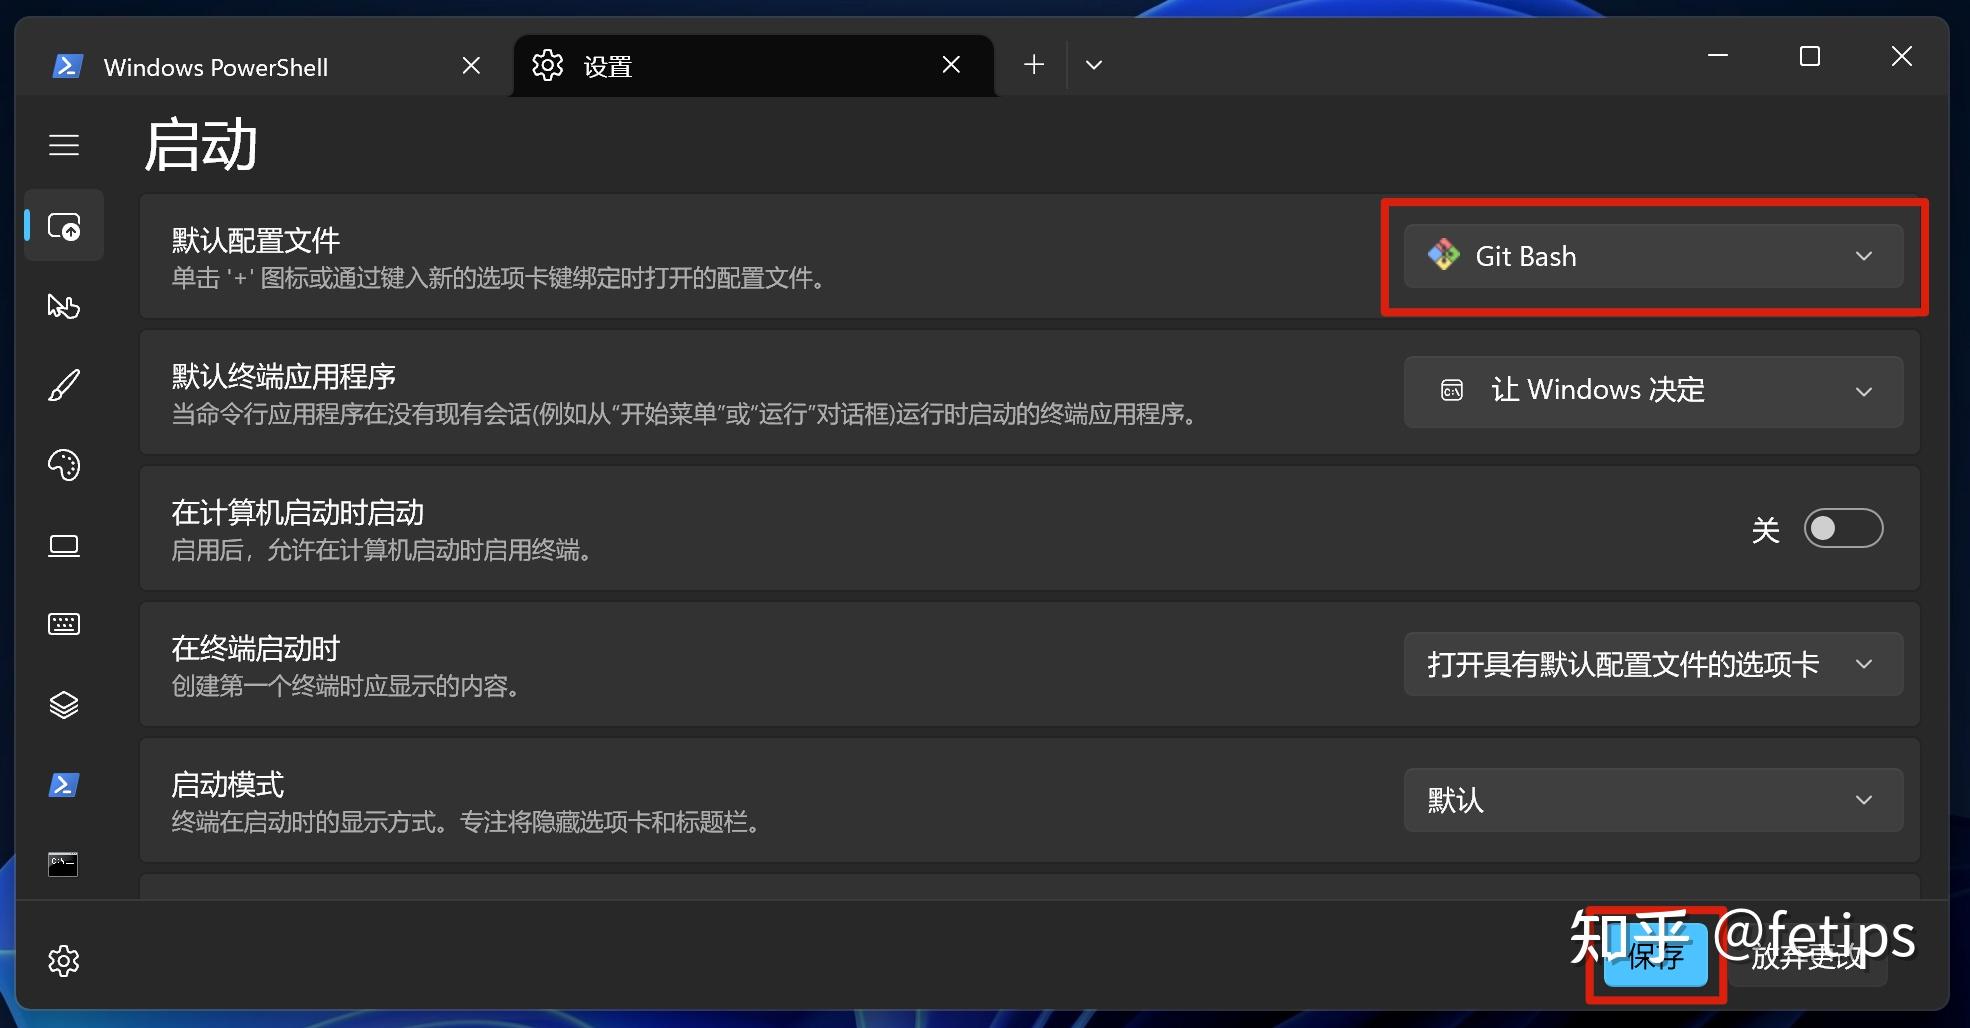 Windows PowerShell
设置
启动
默认配置文件
单击 '+' 图标或通过键入新的选项卡键绑定时打开的配置文件。
Git Bash
默认终端应用程序
当命令行应用程序在没有现有会话(例如从“开始菜单”或“运行”对话框)运行时启动的终端应用程序。
让 Windows 决定
在计算机启动时启动
启用后，允许在计算机启动时启用终端。
关
在终端启动时
创建第一个终端时应显示的内容。
打开具有默认配置文件的选项卡
启动模式
终端在启动时的显示方式。专注将隐藏选项卡和标题栏。
默认
保存
放弃更改
知乎 @fetips